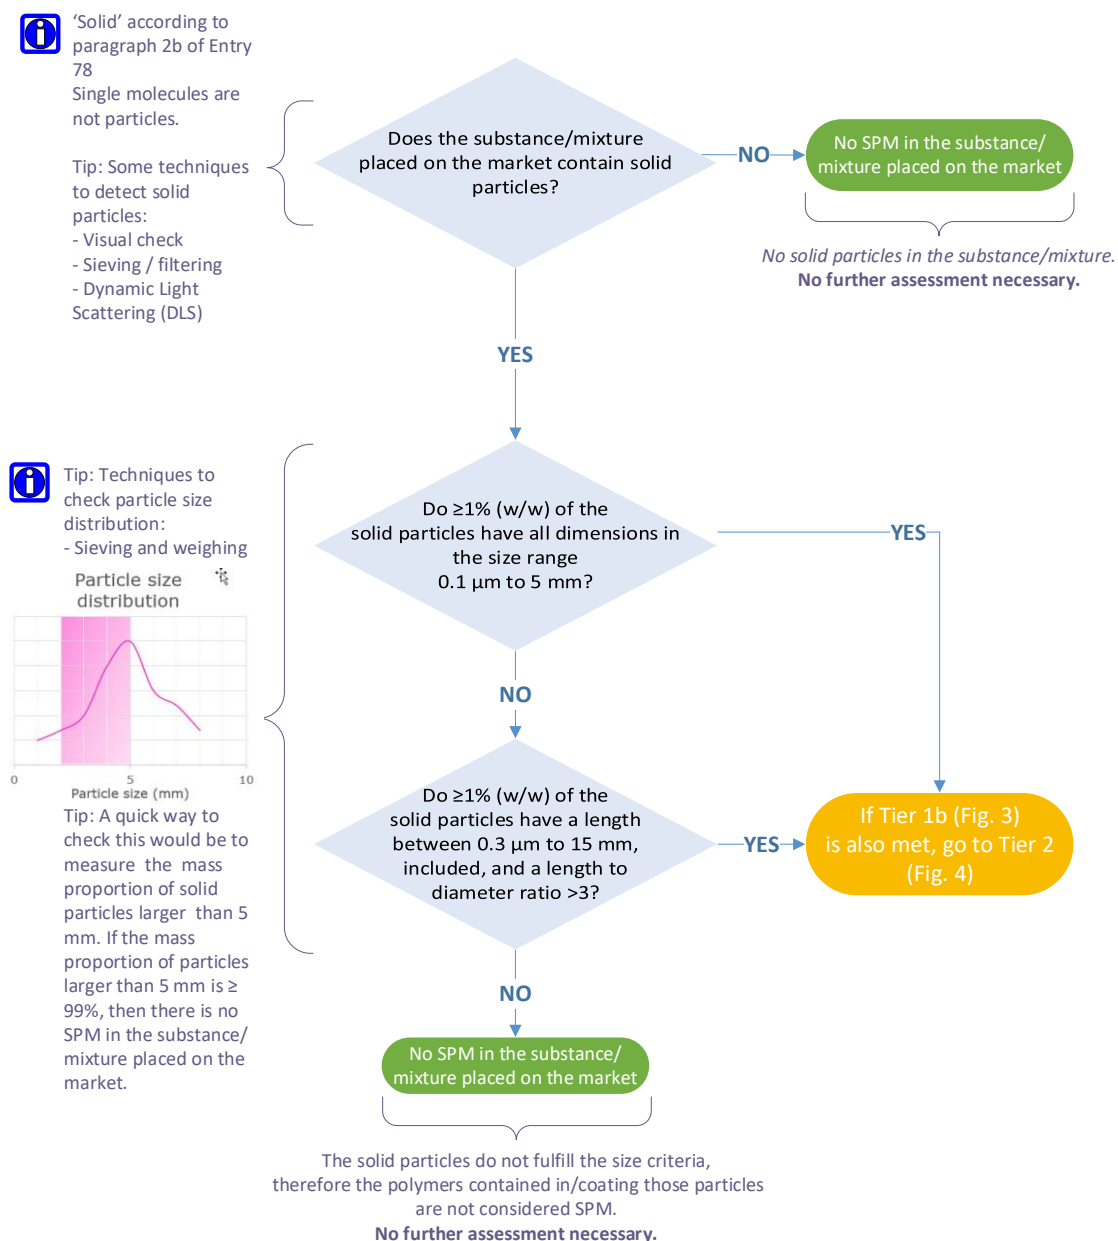 ‘Solid’ according to
paragraph 2b of Entry
78
Single molecules are
not particles.
Tip: Some techniques
to detect solid
particles:
- Visual check
- Sieving / filtering
- Dynamic Light
Scattering (DLS)
Does the substance/mixture
placed on the market contain solid
particles?
NO
No SPM in the substance/
mixture placed on the market
No solid particles in the substance/mixture.
No further assessment necessary.
YES
Tip: Techniques to
check particle size
distribution:
- Sieving and weighing
Particle size
distribution
0
5
10
Particle size (mm)
Tip: A quick way to
check this would be to
measure the mass
proportion of solid
particles larger than 5
mm. If the mass
proportion of particles
larger than 5 mm is ≥
99%, then there is no
SPM in the substance/
mixture placed on the
market.
Do ≥1% (w/w) of the
solid particles have all dimensions in
the size range
0.1 µm to 5 mm?
YES
NO
Do ≥1% (w/w) of the
solid particles have a length
between 0.3 µm to 15 mm,
included, and a length to
diameter ratio >3?
YES
If Tier 1b (Fig. 3)
is also met, go to Tier 2
(Fig. 4)
NO
No SPM in the substance/
mixture placed on the market
The solid particles do not fulfill the size criteria,
therefore the polymers contained in/coating those particles
are not considered SPM.
No further assessment necessary.